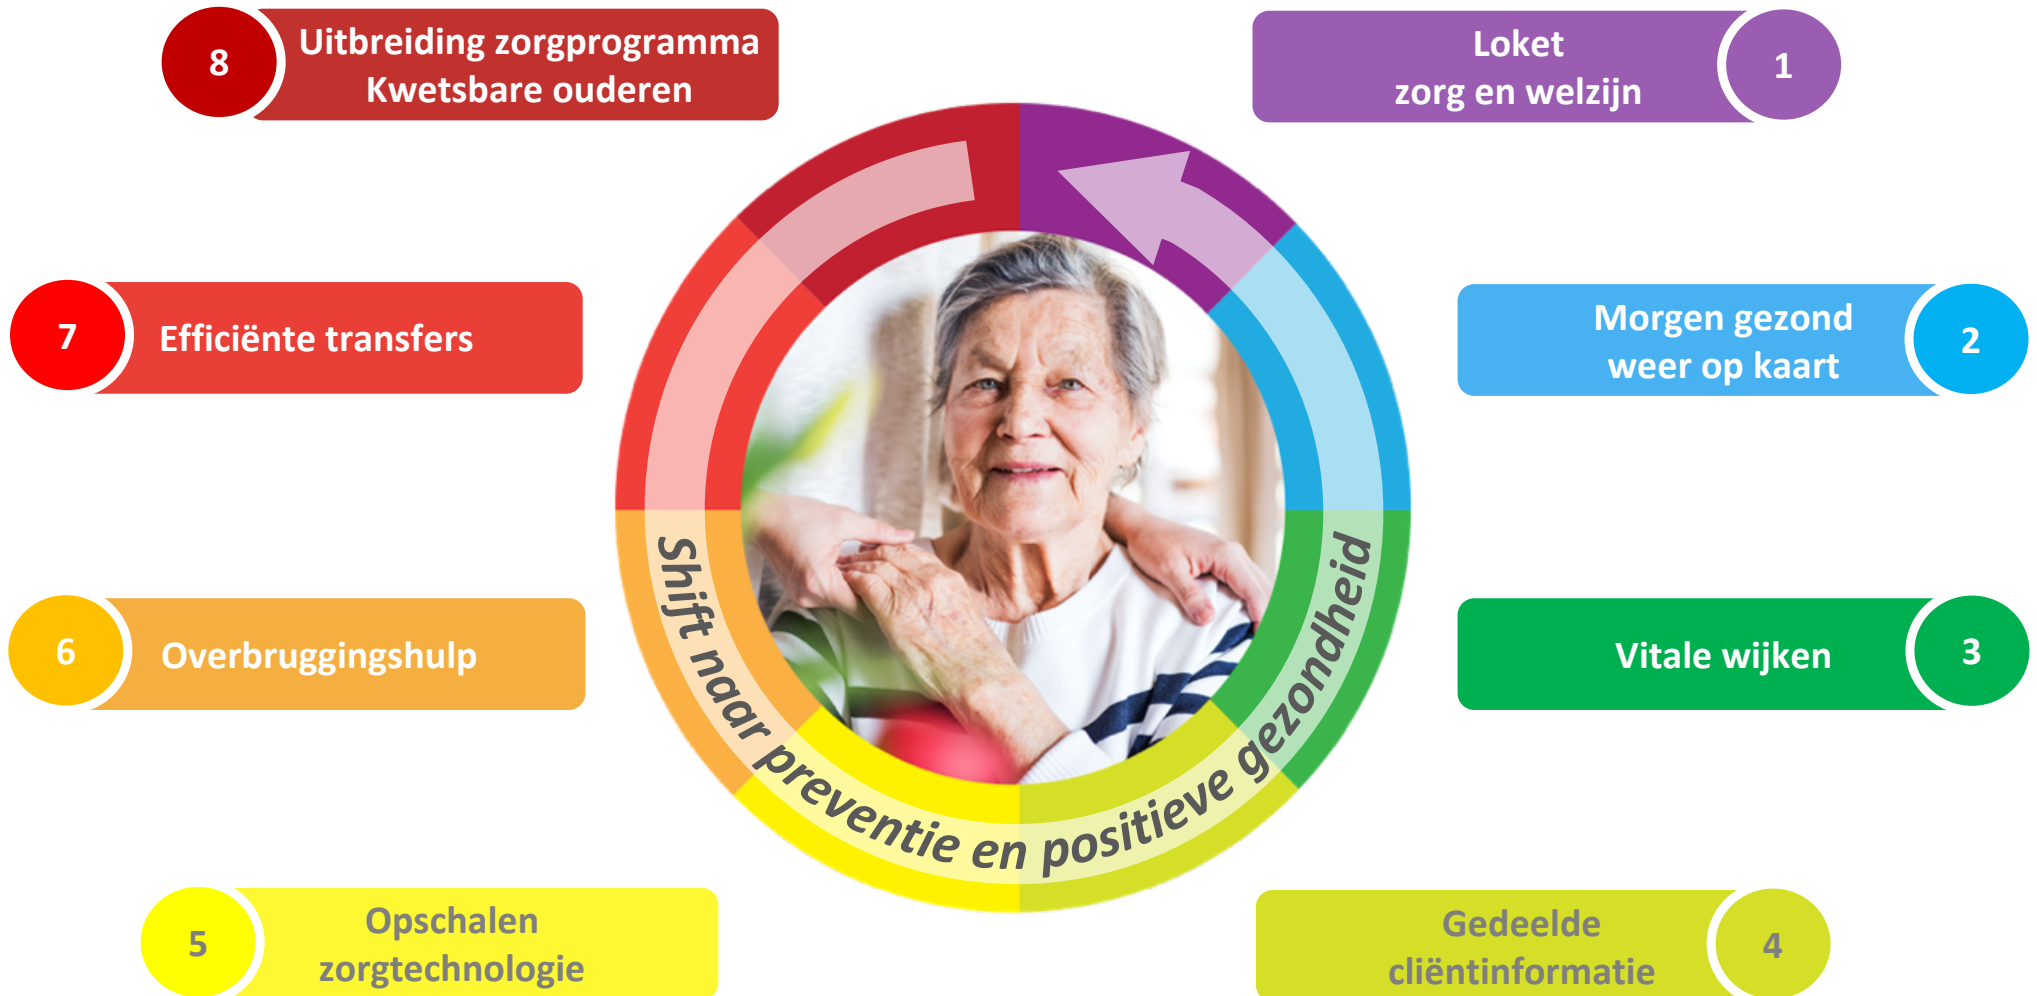 1
Loket
zorg en welzijn
2
Morgen gezond
weer op kaart
3
Vitale wijken
4
Gedeelde
cliëntinformatie
5
Opschalen
zorgtechnologie
6
Overbruggingshulp
7
Efficiënte transfers
8
Uitbreiding zorgprogramma
Kwetsbare ouderen
Shift naar preventie en positieve gezondheid